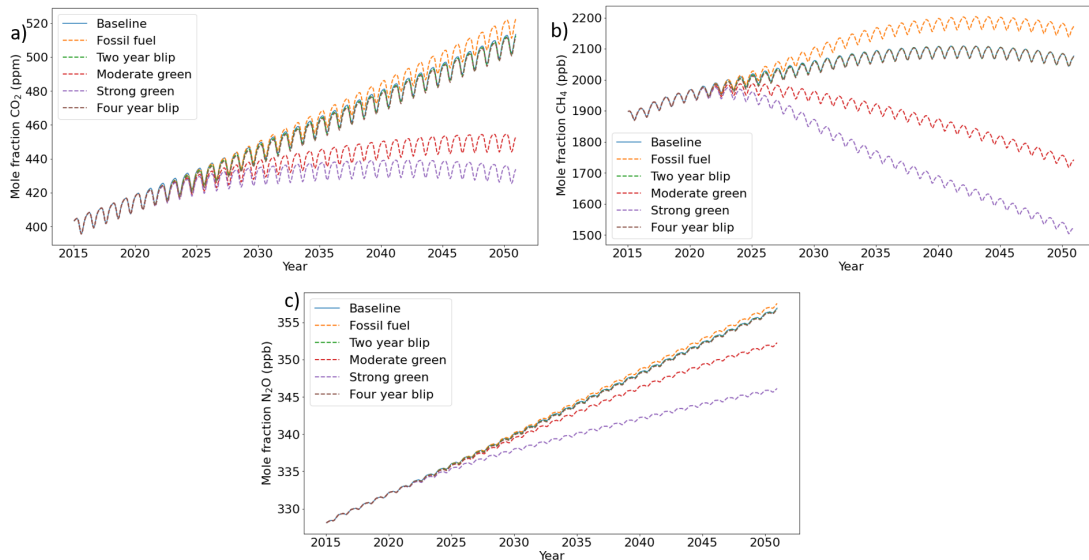 a)
Mole fraction CO₂ (ppm)
520
500
480
460
440
420
400
Baseline
Fossil fuel
Two year blip
Moderate green
Strong green
Four year blip
2015 2020 2025 2030 2035 2040 2045 2050
Year
b)
Mole fraction CH₄ (ppb)
2200
2100
2000
1900
1800
1700
1600
1500
Baseline
Fossil fuel
Two year blip
Moderate green
Strong green
Four year blip
2015 2020 2025 2030 2035 2040 2045 2050
Year
c)
Mole fraction N₂O (ppb)
355
350
345
340
335
330
Baseline
Fossil fuel
Two year blip
Moderate green
Strong green
Four year blip
2015 2020 2025 2030 2035 2040 2045 2050
Year